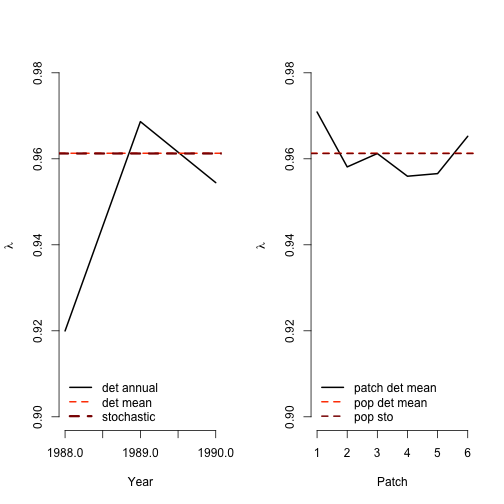 0.98
0.96
0.94
0.92
0.90
λ
det annual
det mean
stochastic
1988.0 1989.0 1990.0
Year
0.98
0.96
0.94
0.92
0.90
λ
patch det mean
pop det mean
pop sto
1 2 3 4 5 6
Patch